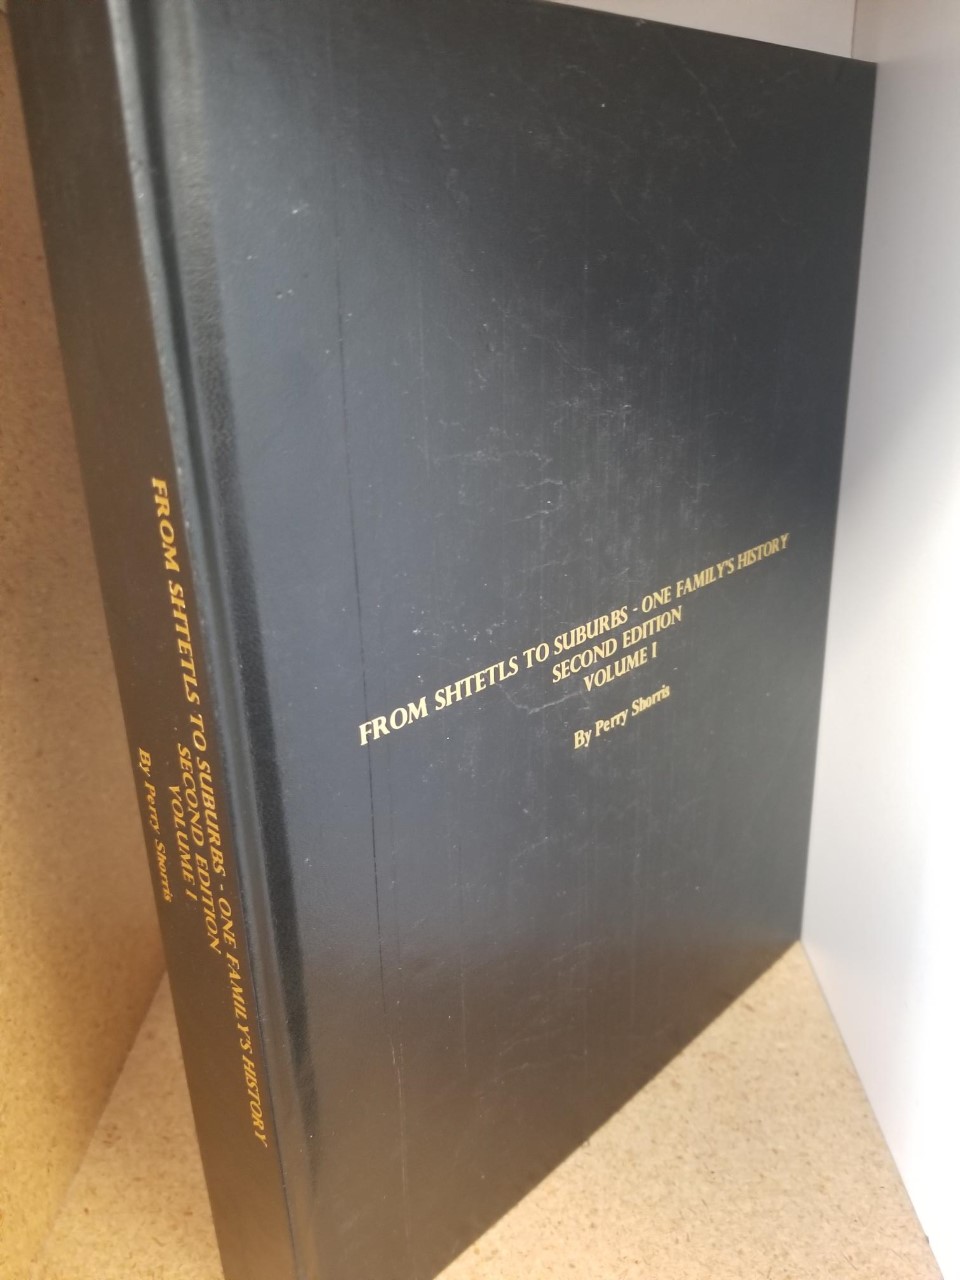 FROM SHTETLS TO SUBURBS - ONE FAMILY'S HISTORY
SECOND EDITION
VOLUME I
By Perry Shorris
FROM SHTETLS TO SUBURBS - ONE FAMILY'S HISTORY
SECOND EDITION
VOLUME I
By Perry Shorris